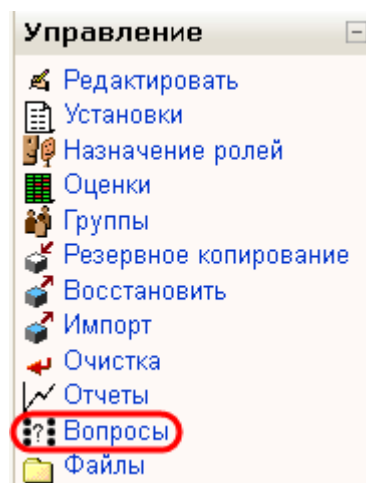 Управление
Редактировать
Установки
Назначение ролей
Оценки
Группы
Резервное копирование
Восстановить
Импорт
Очистка
Отчеты
Вопросы
Файлы